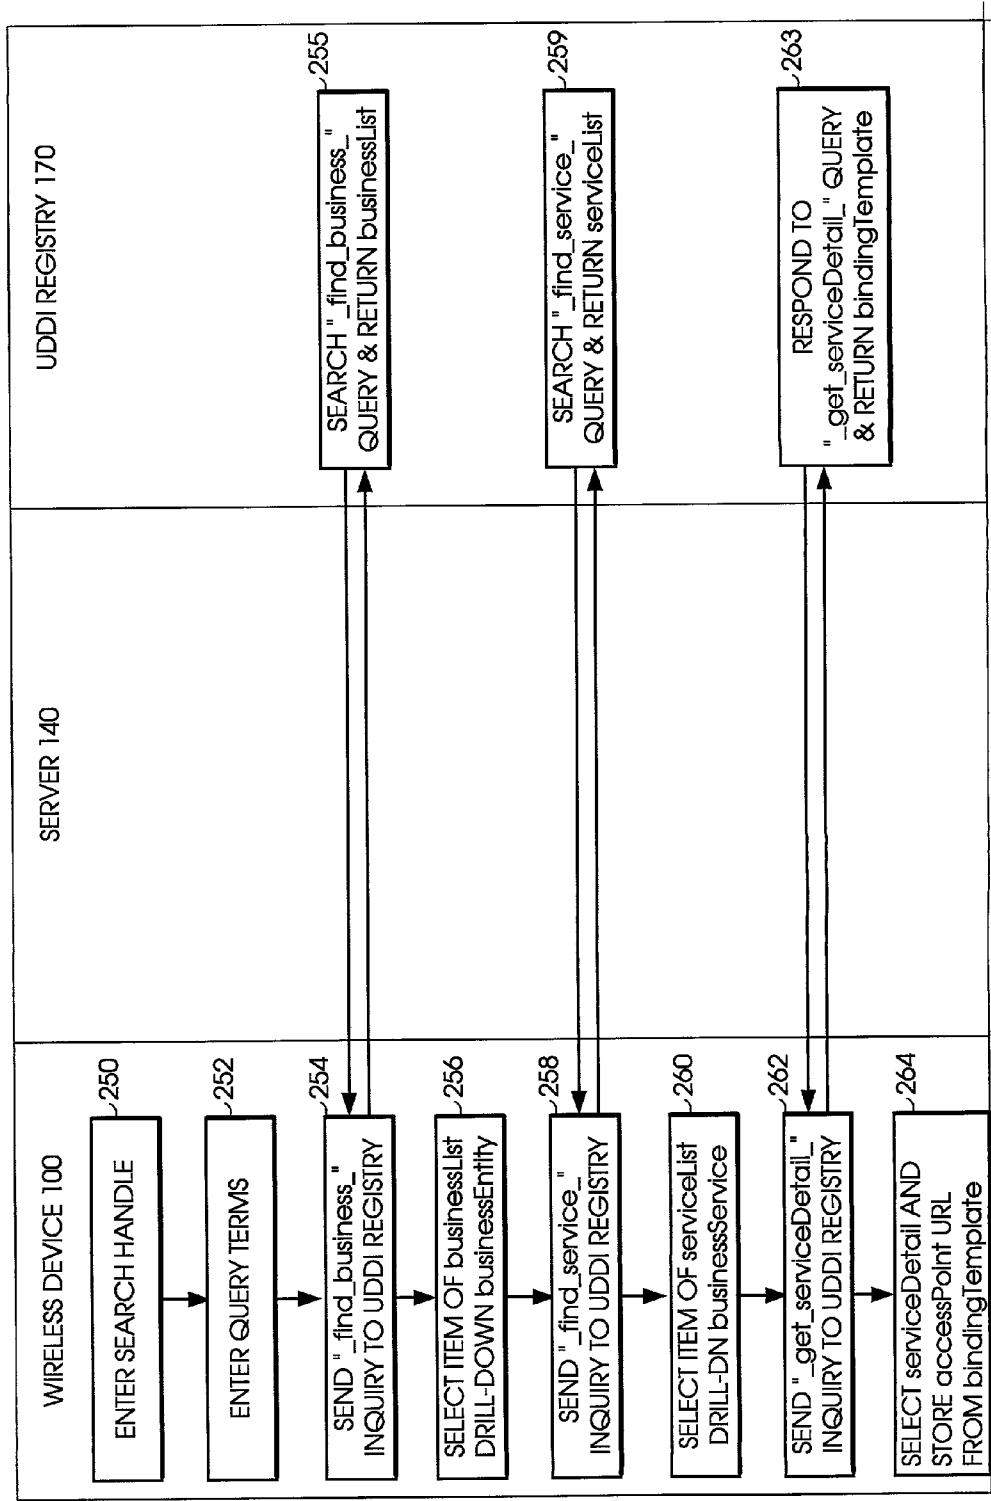 WIRELESS DEVICE 100
SERVER 140
UDDI REGISTRY 170
250
ENTER SEARCH HANDLE
252
ENTER QUERY TERMS
254
SEND "_find_business_"
INQUIRY TO UDDI REGISTRY
255
SEARCH "_find_business_"
QUERY & RETURN businessList
256
SELECT ITEM OF businessList
DRILL-DOWN businessEntity
258
SEND "_find_service_"
INQUIRY TO UDDI REGISTRY
259
SEARCH "_find_service_"
QUERY & RETURN serviceList
260
SELECT ITEM OF serviceList
DRILL-DN businessService
262
SEND "_get_serviceDetail_"
INQUIRY TO UDDI REGISTRY
263
RESPOND TO
"_get_serviceDetail_" QUERY
& RETURN bindingTemplate
264
SELECT serviceDetail AND
STORE accessPoint URL
FROM bindingTemplate